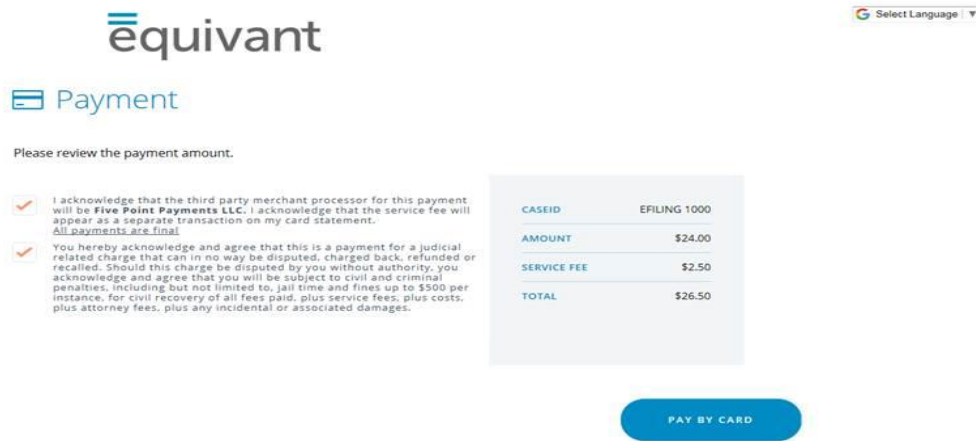 equivant
Select Language
Payment
Please review the payment amount.
I acknowledge that the third party merchant processor for this payment
will be Five Point Payments LLC. I acknowledge that the service fee will
appear as a separate transaction on my card statement.
All payments are final
You hereby acknowledge and agree that this is a payment for a judicial
related charge that can in no way be disputed, charged back, refunded or
recalled. Should this charge be disputed by you without authority, you
acknowledge and agree that you will be subject to civil and criminal
penalties, including but not limited to, jail time and fines up to $500 per
instance, for civil recovery of all fees paid, plus service fees, plus costs,
plus attorney fees, plus any incidental or associated damages.
CASEID EFILING 1000
AMOUNT $24.00
SERVICE FEE $2.50
TOTAL $26.50
PAY BY CARD